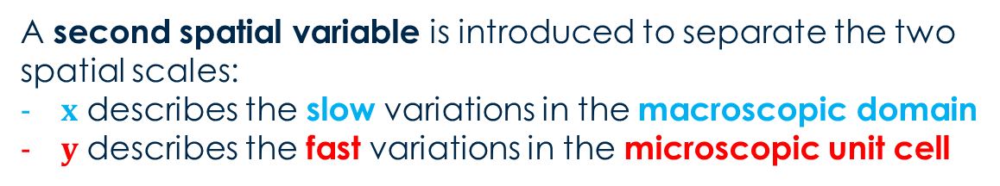 A second spatial variable is introduced to separate the two
spatial scales:
- x describes the slow variations in the macroscopic domain
- y describes the fast variations in the microscopic unit cell